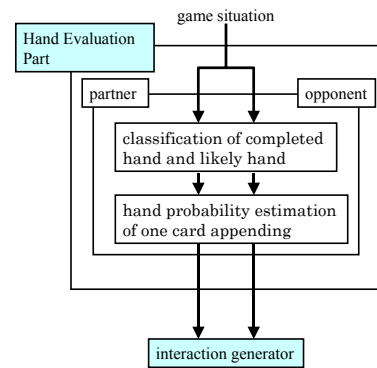 game situation
Hand Evaluation
Part
partner
opponent
classification of completed
hand and likely hand
hand probability estimation
of one card appending
interaction generator